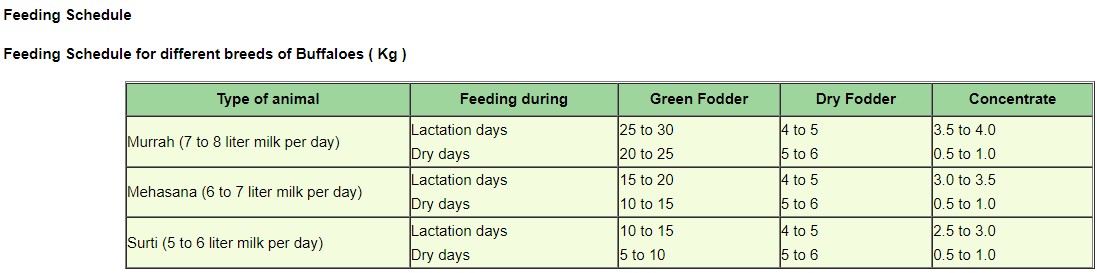 Feeding Schedule
Feeding Schedule for different breeds of Buffaloes ( Kg )
Type of animal Feeding during Green Fodder Dry Fodder Concentrate
Murrah (7 to 8 liter milk per day)
Lactation days 25 to 30 4 to 5 3.5 to 4.0
Dry days 20 to 25 5 to 6 0.5 to 1.0
Mehasana (6 to 7 liter milk per day)
Lactation days 15 to 20 4 to 5 3.0 to 3.5
Dry days 10 to 15 5 to 6 0.5 to 1.0
Surti (5 to 6 liter milk per day)
Lactation days 10 to 15 4 to 5 2.5 to 3.0
Dry days 5 to 10 5 to 6 0.5 to 1.0